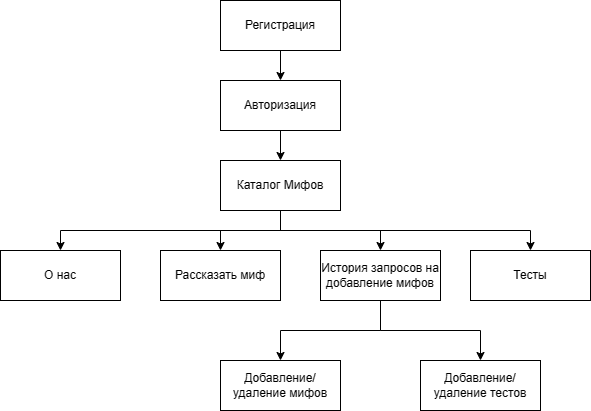 Регистрация
Авторизация
Каталог Мифов
О нас
Рассказать миф
История запросов на
добавление мифов
Тесты
Добавление/
удаление мифов
Добавление/
удаление тестов